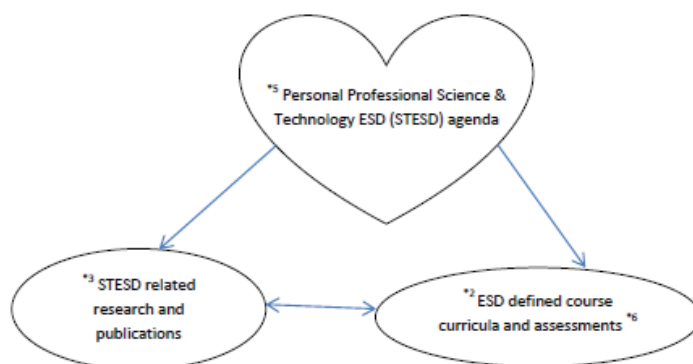 *5 Personal Professional Science &
Technology ESD (STESD) agenda
*3 STESD related
research and
publications
*2 ESD defined course
curricula and assessments *6